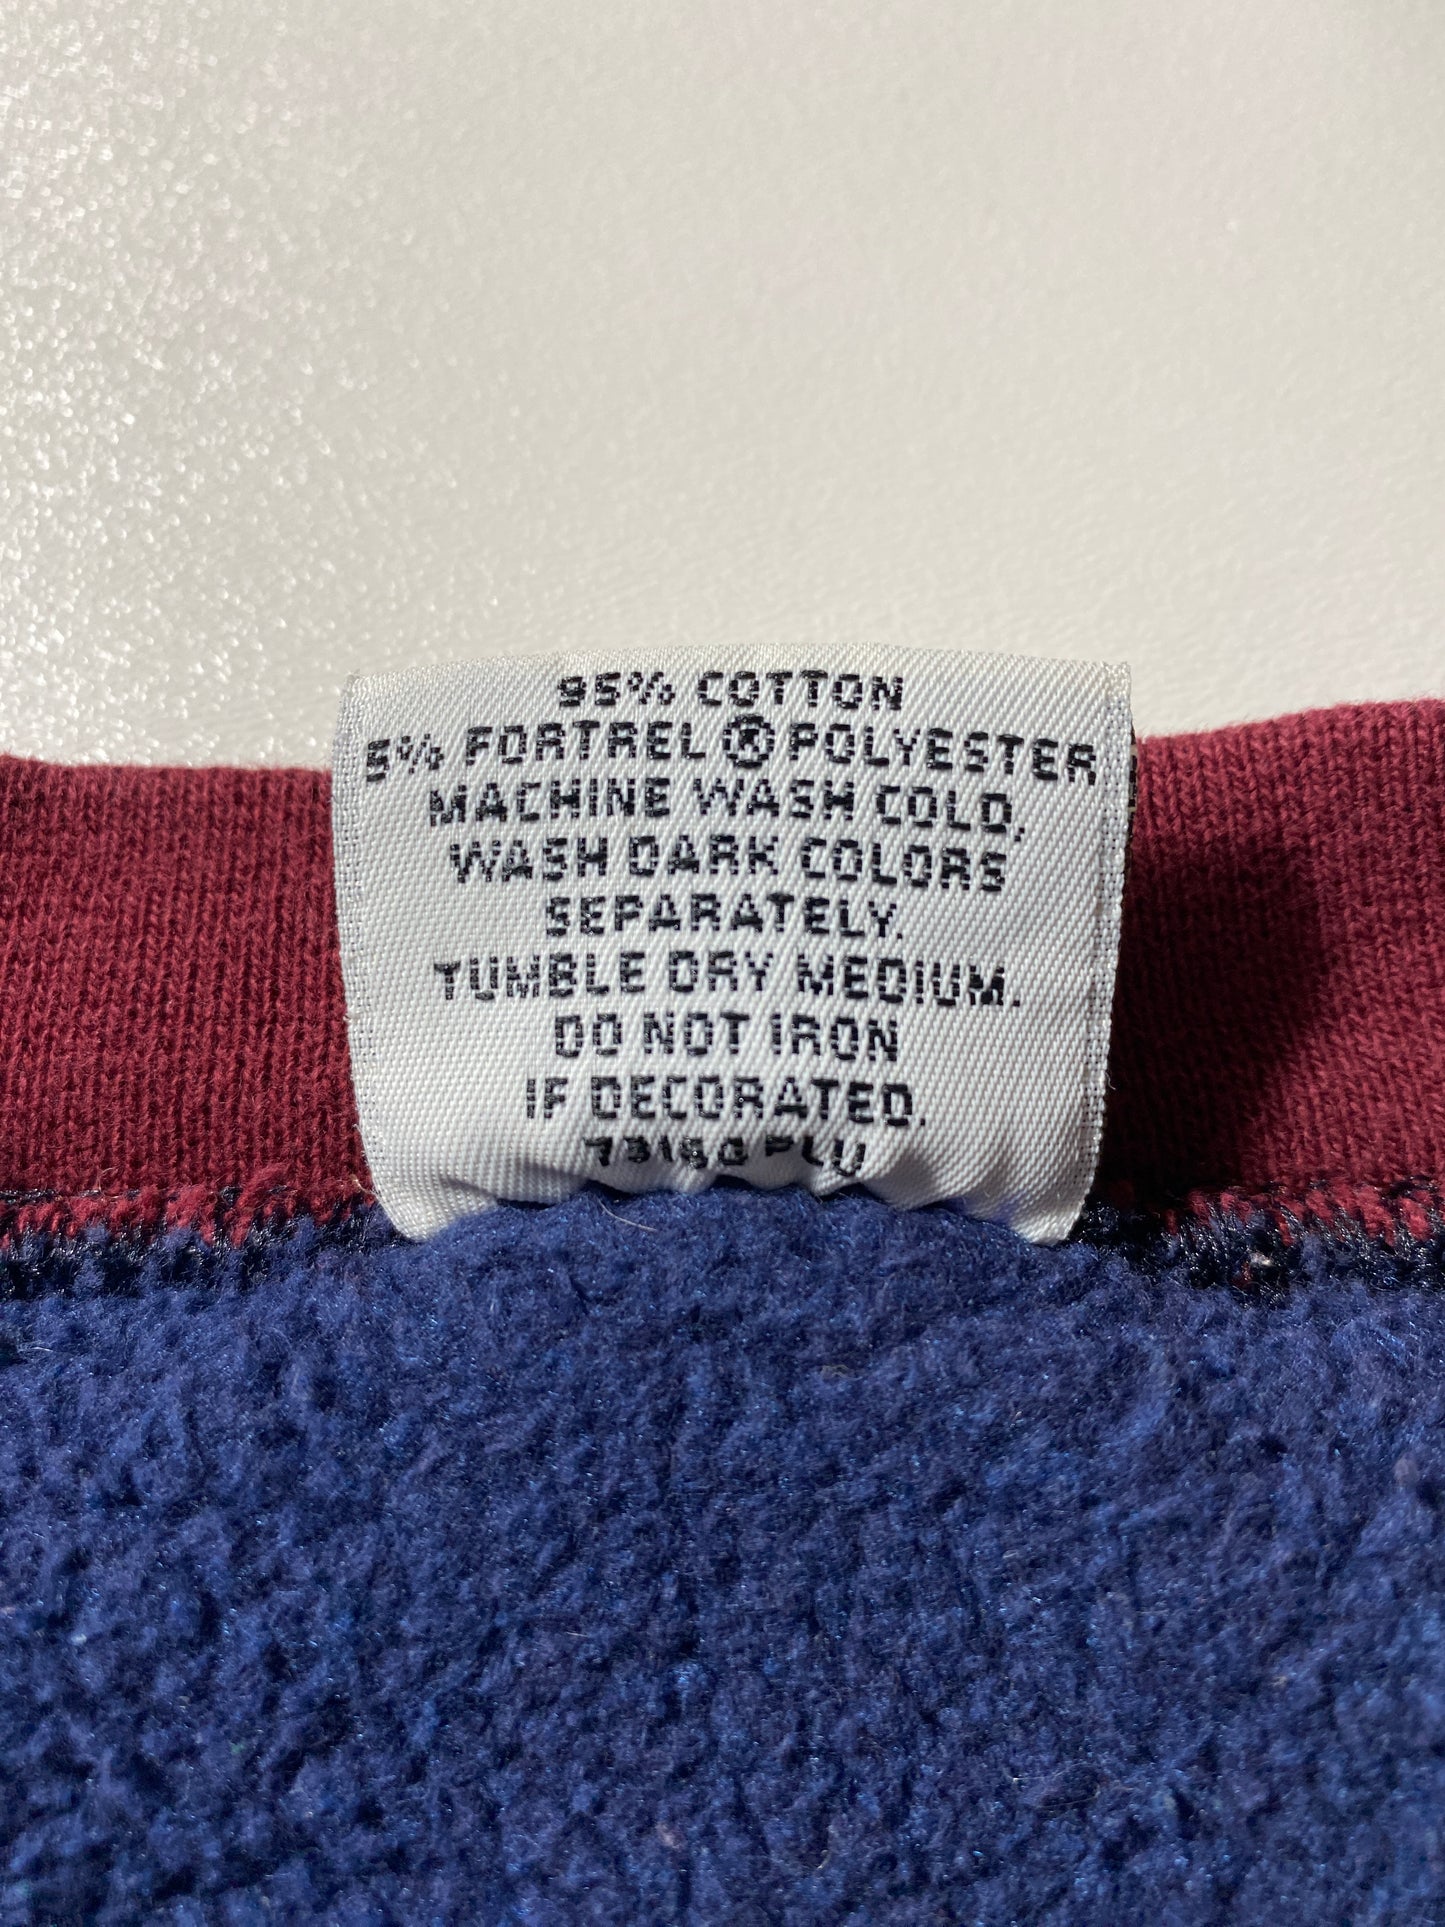 95% COTTON
5% FORTREL ® POLYESTER
MACHINE WASH COLD,
WASH DARK COLORS
SEPARATELY.
TUMBLE DRY MEDIUM.
DO NOT IRON
IF DECORATED.
PLU